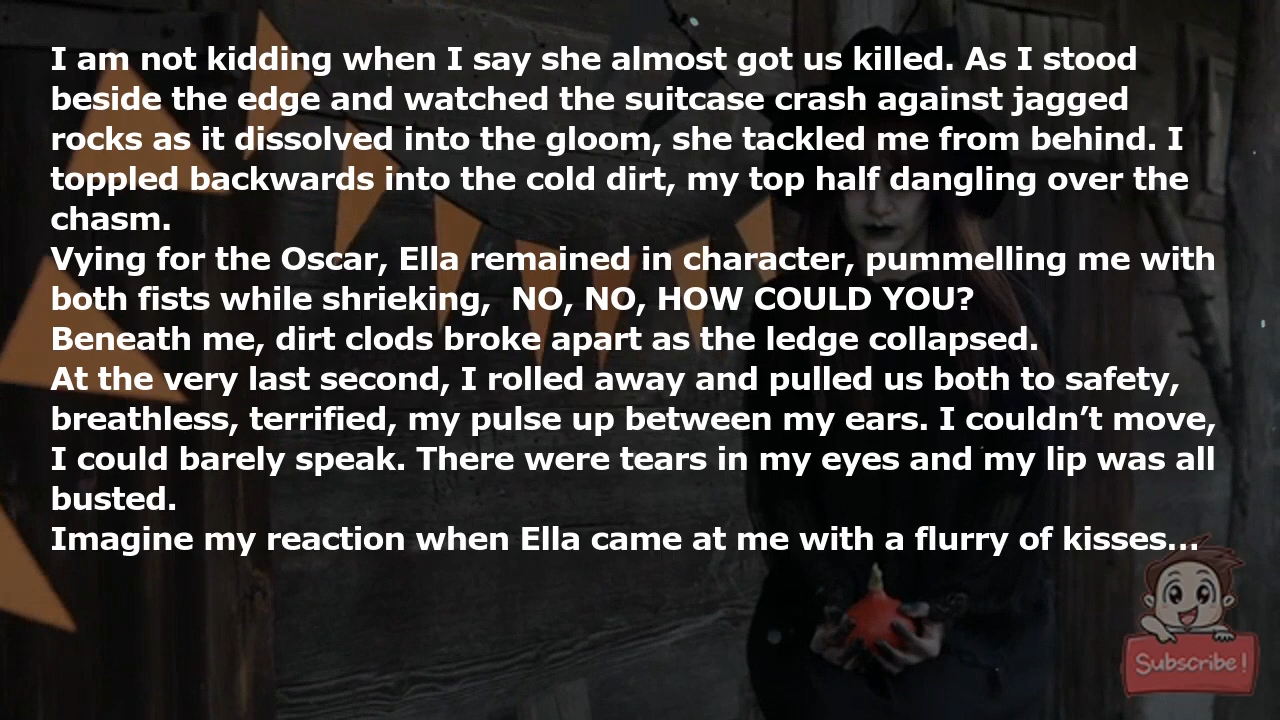 I am not kidding when I say she almost got us killed. As I stood
beside the edge and watched the suitcase crash against jagged
rocks as it dissolved into the gloom, she tackled me from behind. I
toppled backwards into the cold dirt, my top half dangling over the
chasm.
Vying for the Oscar, Ella remained in character, pummelling me with
both fists while shrieking,  NO, NO, HOW COULD YOU?
Beneath me, dirt clods broke apart as the ledge collapsed.
At the very last second, I rolled away and pulled us both to safety,
breathless, terrified, my pulse up between my ears. I couldn’t move,
I could barely speak. There were tears in my eyes and my lip was all
busted.
Imagine my reaction when Ella came at me with a flurry of kisses…
Subscribe!